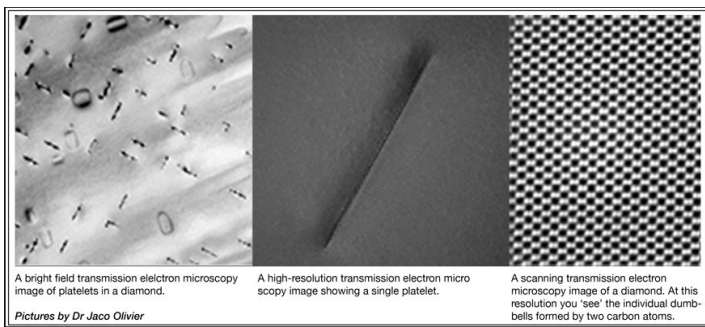 A bright field transmission elelctron microscopy
image of platelets in a diamond.
Pictures by Dr Jaco Olivier
A high-resolution transmission electron micro
scopy image showing a single platelet.
A scanning transmission electron
microscopy image of a diamond. At this
resolution you ‘see’ the individual dumb-
bells formed by two carbon atoms.